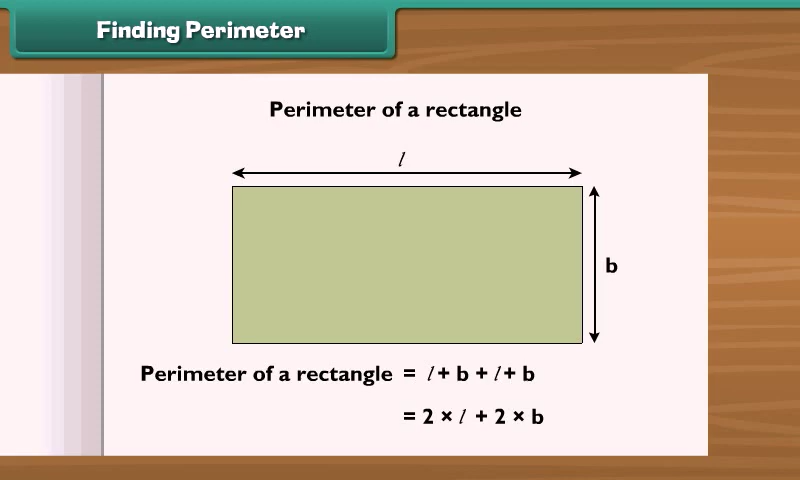 Finding Perimeter
Perimeter of a rectangle
l
b
Perimeter of a rectangle = l + b + l + b
= 2 × l + 2 × b